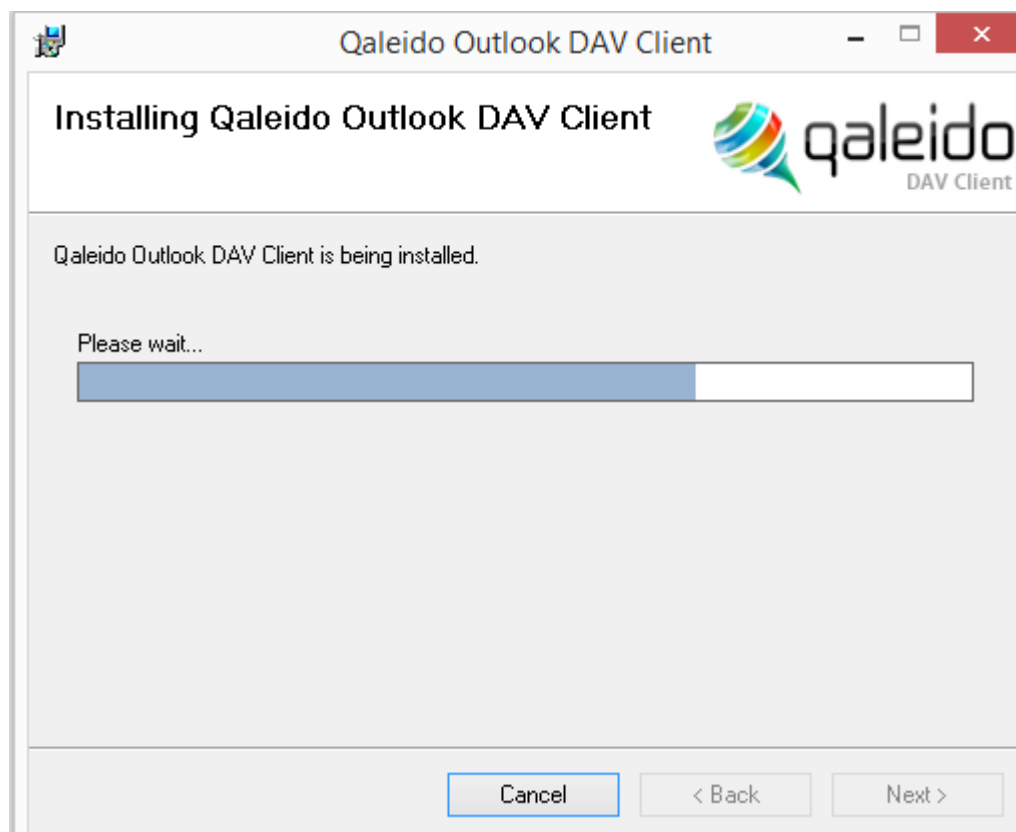 Qaleido Outlook DAV Client
Installing Qaleido Outlook DAV Client
qaleido
DAV Client
Qaleido Outlook DAV Client is being installed.
Please wait...
Cancel
< Back
Next >